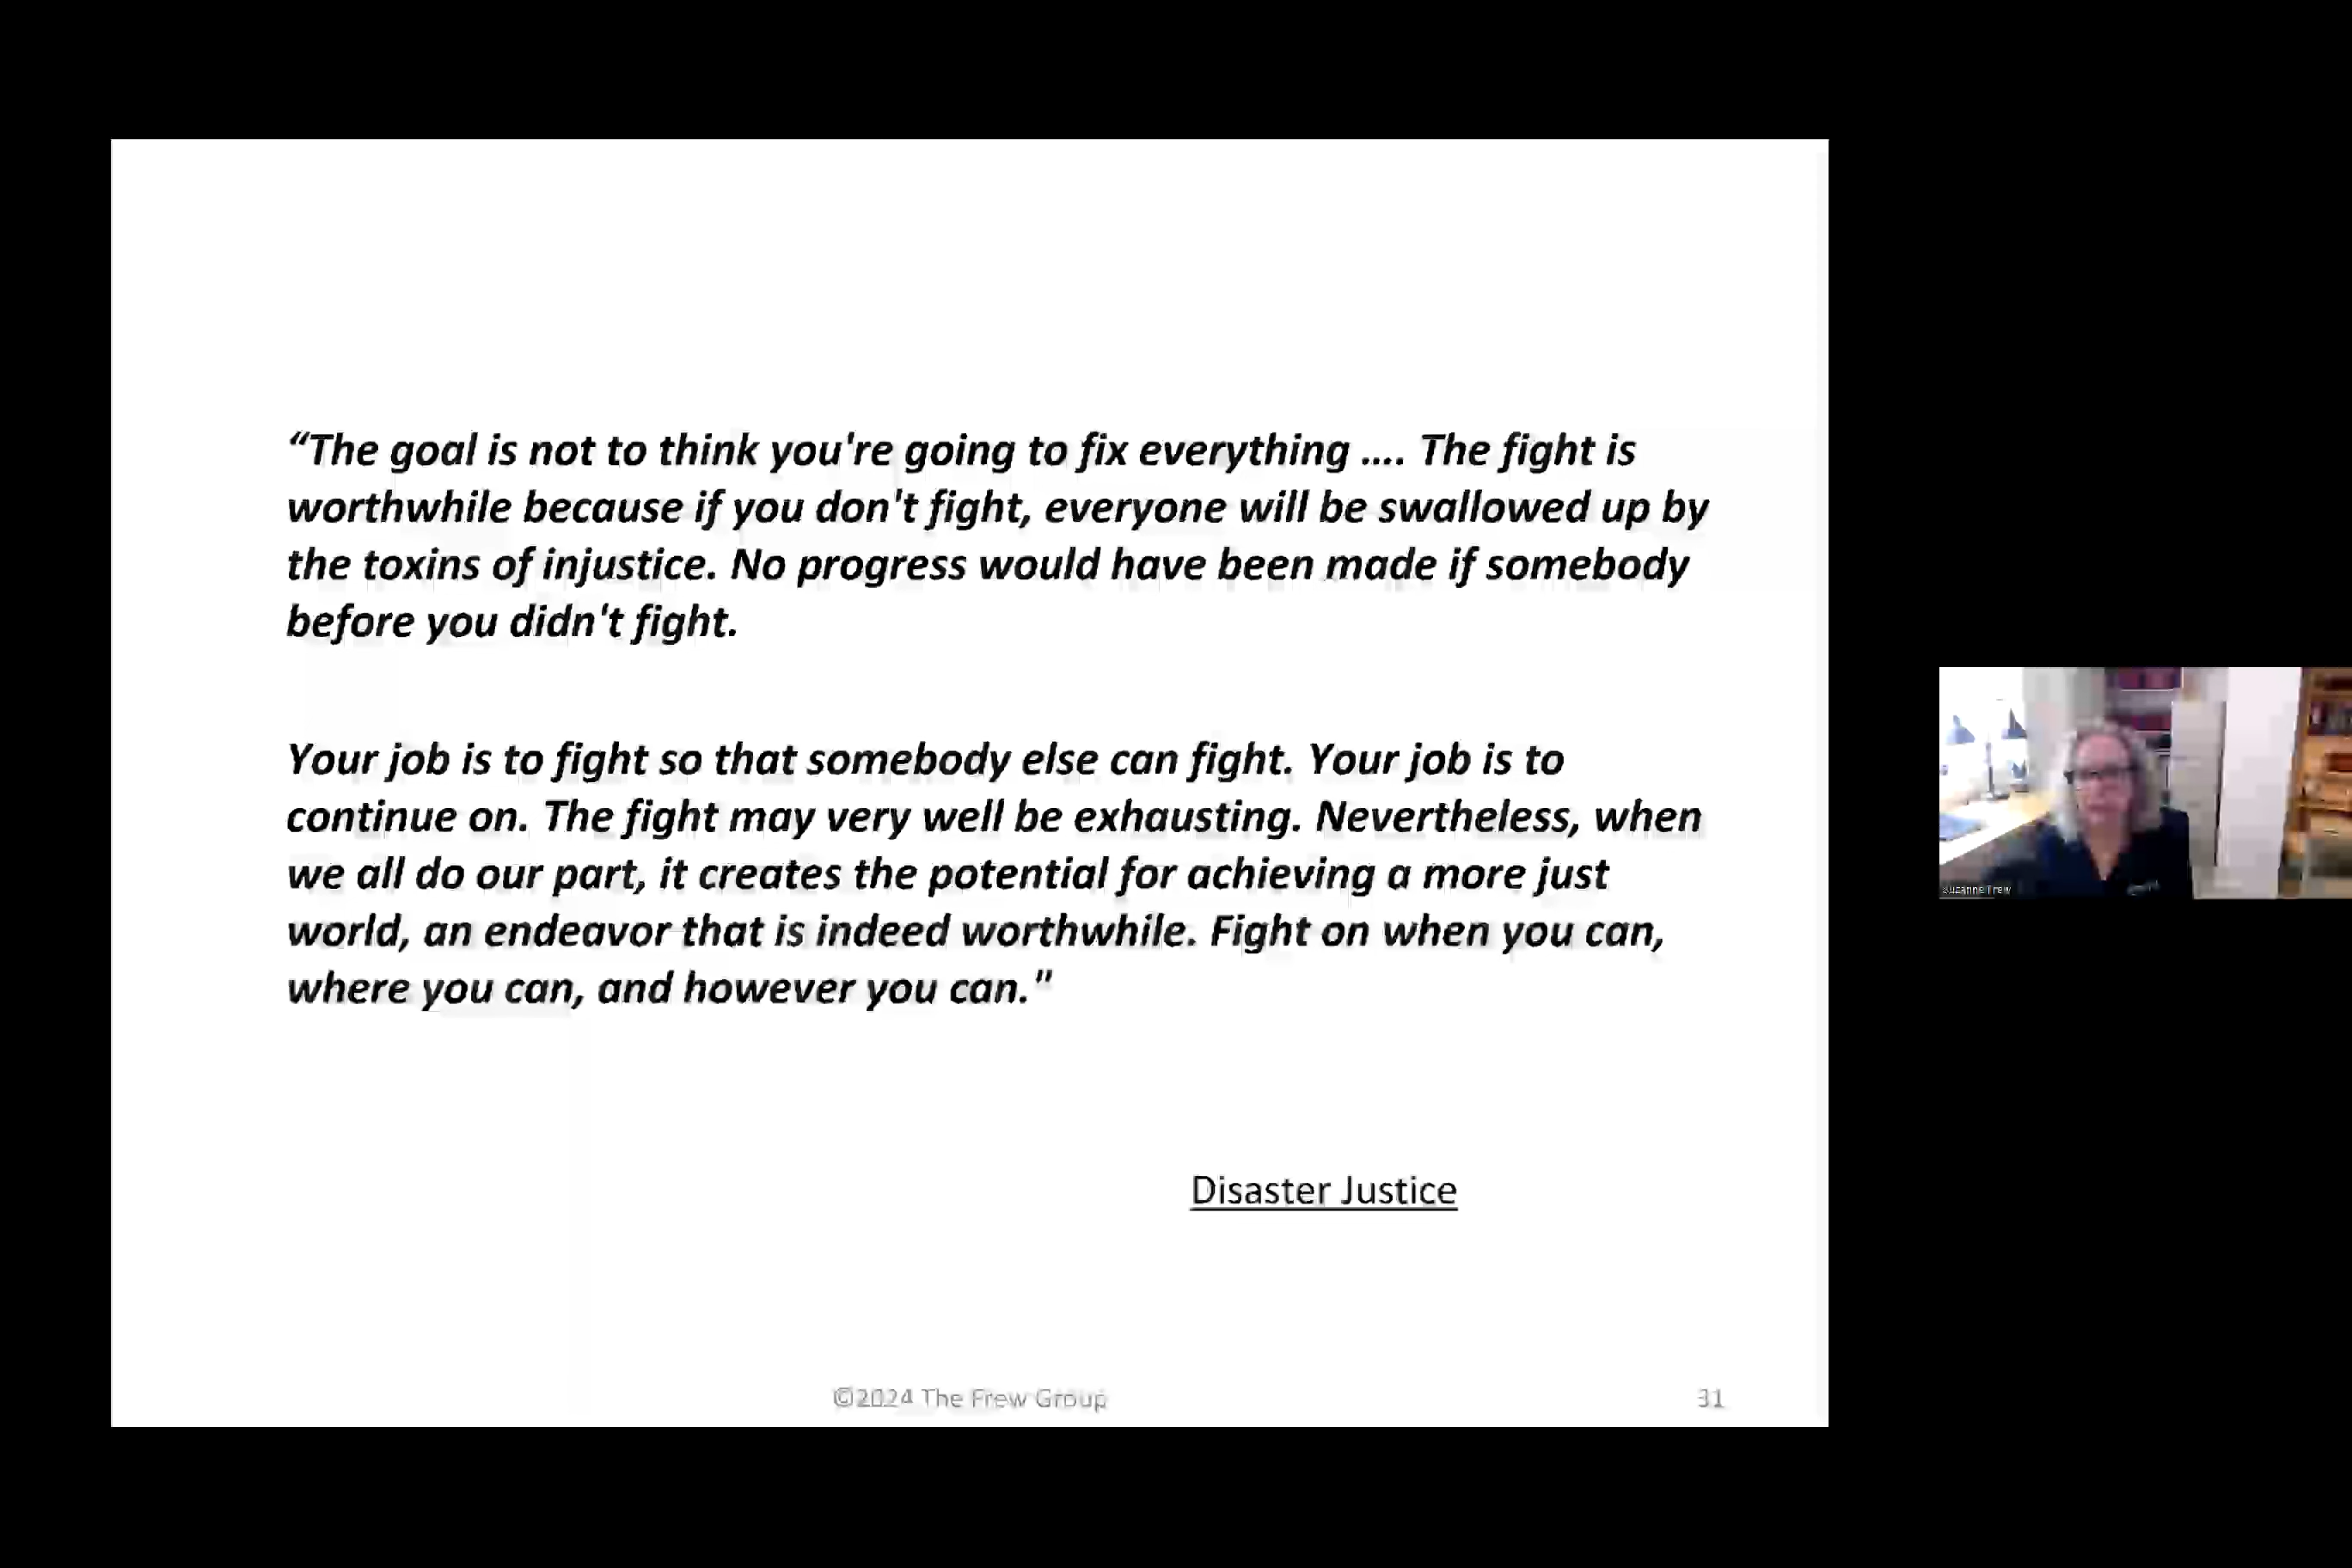 “The goal is not to think you're going to fix everything .... The fight is
worthwhile because if you don't fight, everyone will be swallowed up by
the toxins of injustice. No progress would have been made if somebody
before you didn't fight.
Your job is to fight so that somebody else can fight. Your job is to
continue on. The fight may very well be exhausting. Nevertheless, when
we all do our part, it creates the potential for achieving a more just
world, an endeavor that is indeed worthwhile. Fight on when you can,
where you can, and however you can."
Disaster Justice
©2024 The Frew Group
31
Suzanne Frew